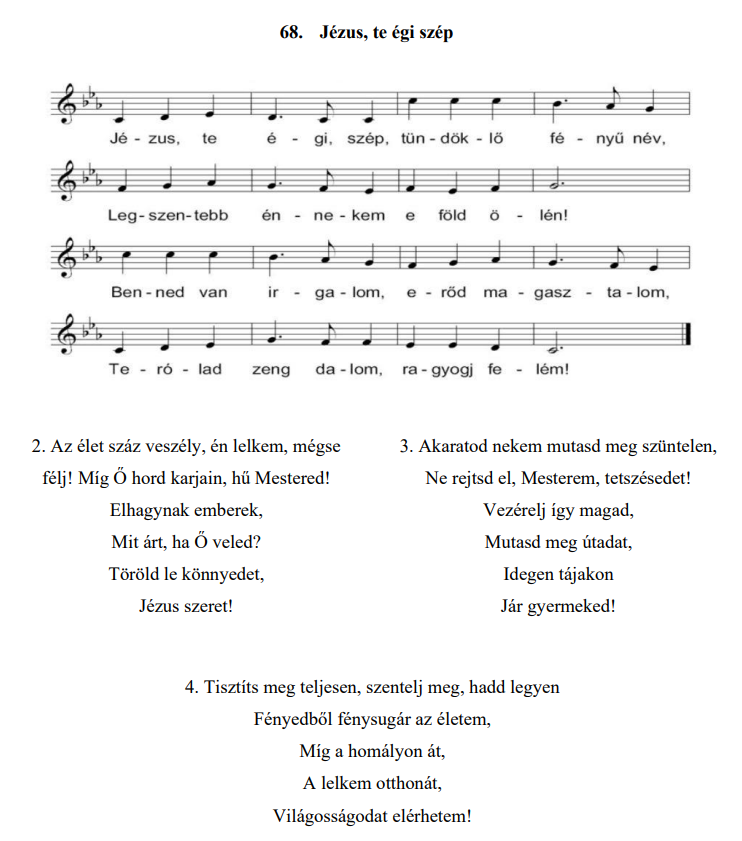 68. Jézus, te égi szép
Jé - zus, te é - gi, szép, tün - dök - lő fé - nyű név,
Leg - szen - tebb én - ne - kem e föld ö - lén!
Ben - ned van ir - ga - lom, e - rőd ma - gasz - ta - lom,
Te - ró - lad zeng da - lom, ra - gyogj fe - lém!
2. Az élet száz veszély, én lelkem, mégse
félj! Míg Ő hord karjain, hű Mestered!
Elhagynak emberek,
Mit árt, ha Ő veled?
Töröld le könnyedet,
Jézus szeret!
3. Akaratod nekem mutasd meg szüntelen,
Ne rejtsd el, Mesterem, tetszésedet!
Vezérelj így magad,
Mutasd meg útadat,
Idegen tájakon
Jár gyermeked!
4. Tisztíts meg teljesen, szentelj meg, hadd legyen
Fényedből fénysugár az életem,
Míg a homályon át,
A lelkem otthonát,
Világosságodat elérhetem!